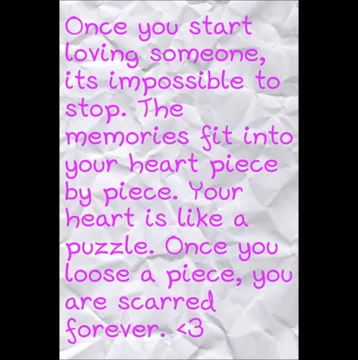 Once you start
loving someone,
its impossible to
stop. The
memories fit into
your heart piece
by piece. Your
heart is like a
puzzle. Once you
loose a piece, you
are scarred
forever. <3